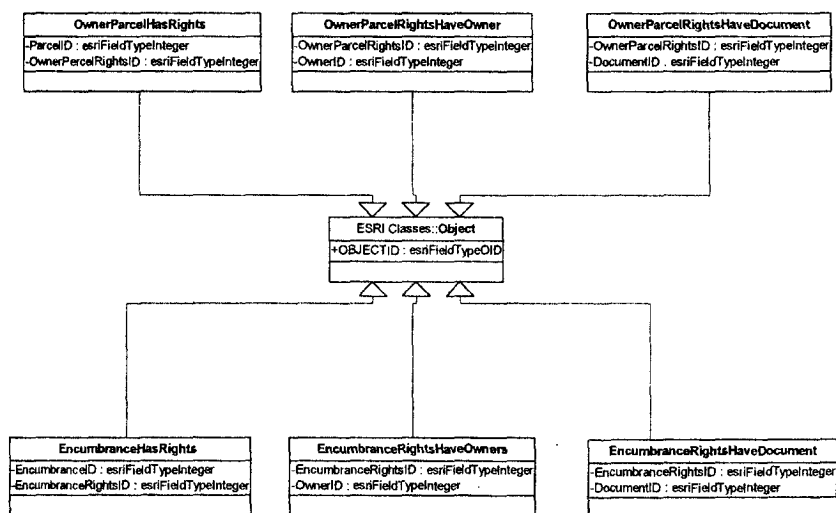 OwnerParcelHasRights
-ParcelID : esriFieldTypeInteger
-OwnerPercelRightsID : esriFieldTypeInteger
OwnerParcelRightsHaveOwner
-OwnerParcelRightsID : esriFieldTypeInteger
-OwnerID : esriFieldTypeInteger
OwnerParcelRightsHaveDocument
-OwnerParcelRightsID : esriFieldTypeInteger
-DocumentID : esriFieldTypeInteger
ESRI Classes::Object
+OBJECTID : esriFieldTypeOID
EncumbranceHasRights
-EncumbranceID : esriFieldTypeInteger
-EncumbranceRightsID : esriFieldTypeInteger
EncumbranceRightsHaveOwners
-EncumbranceRightsID : esriFieldTypeInteger
-OwnerID : esriFieldTypeInteger
EncumbranceRightsHaveDocument
-EncumbranceRightsID : esriFieldTypeInteger
-DocumentID : esriFieldTypeInteger